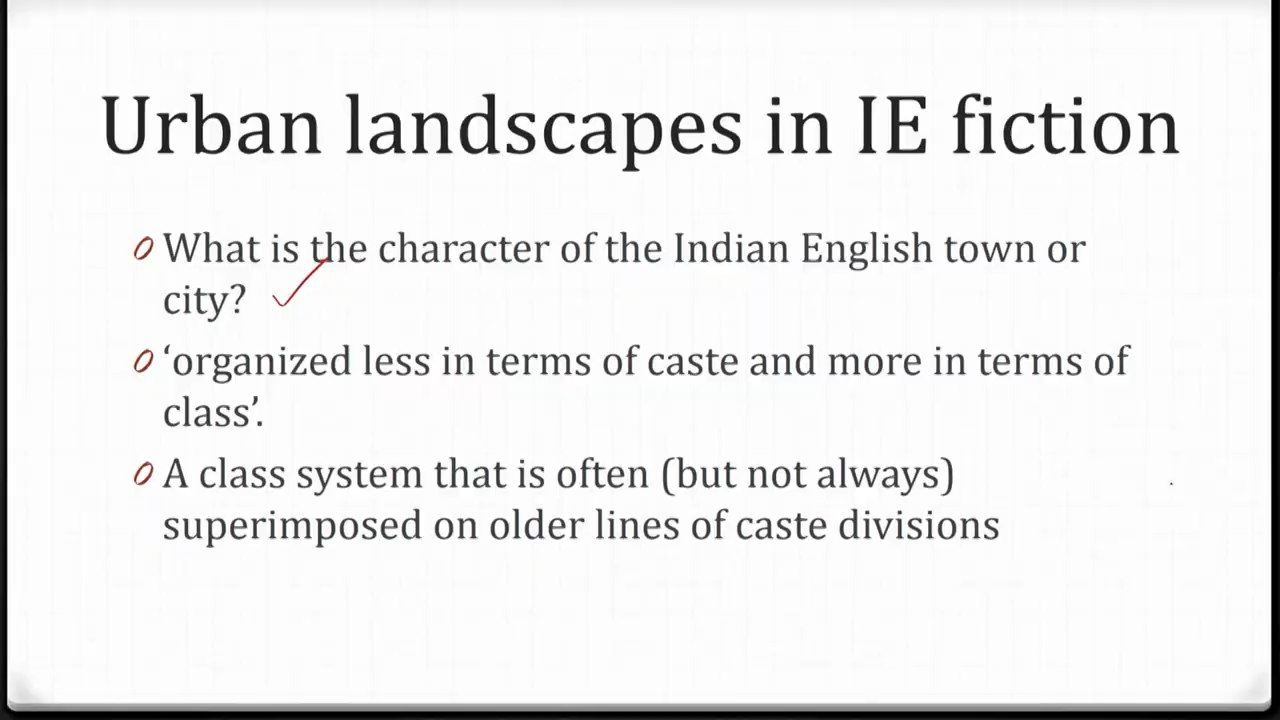 Urban landscapes in IE fiction
What is the character of the Indian English town or
city?
‘organized less in terms of caste and more in terms of
class’.
A class system that is often (but not always)
superimposed on older lines of caste divisions